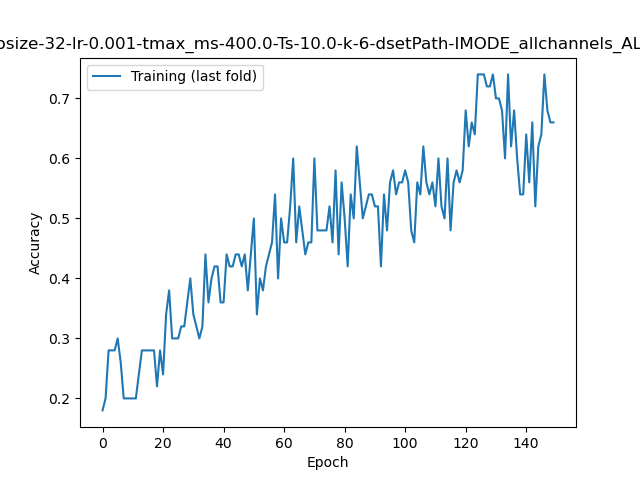 osize-32-lr-0.001-tmax_ms-400.0-Ts-10.0-k-6-dsetPath-IMODE_allchannels_AL
Training (last fold)
Accuracy
0.7
0.6
0.5
0.4
0.3
0.2
0 20 40 60 80 100 120 140
Epoch